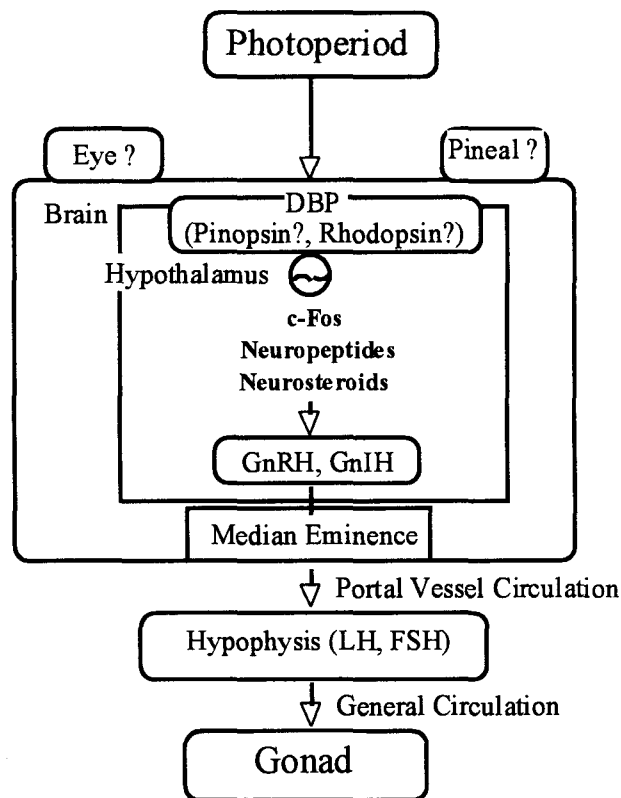 Photoperiod
Eye ?
Pineal ?
Brain
DBP
(Pinopsin?, Rhodopsin?)
Hypothalamus
c-Fos
Neuropeptides
Neurosteroids
GnRH, GnIH
Median Eminence
Portal Vessel Circulation
Hypophysis (LH, FSH)
General Circulation
Gonad